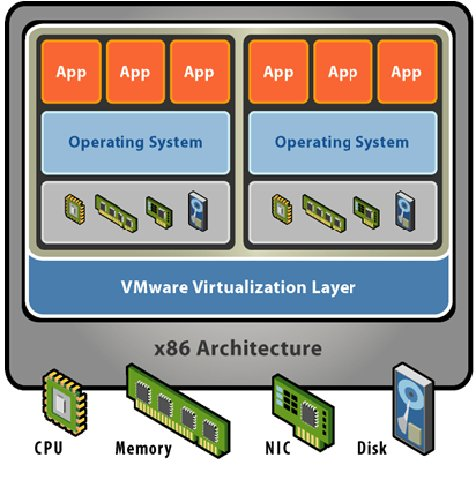 App App App App App App
Operating System Operating System
VMware Virtualization Layer
x86 Architecture
CPU Memory NIC Disk